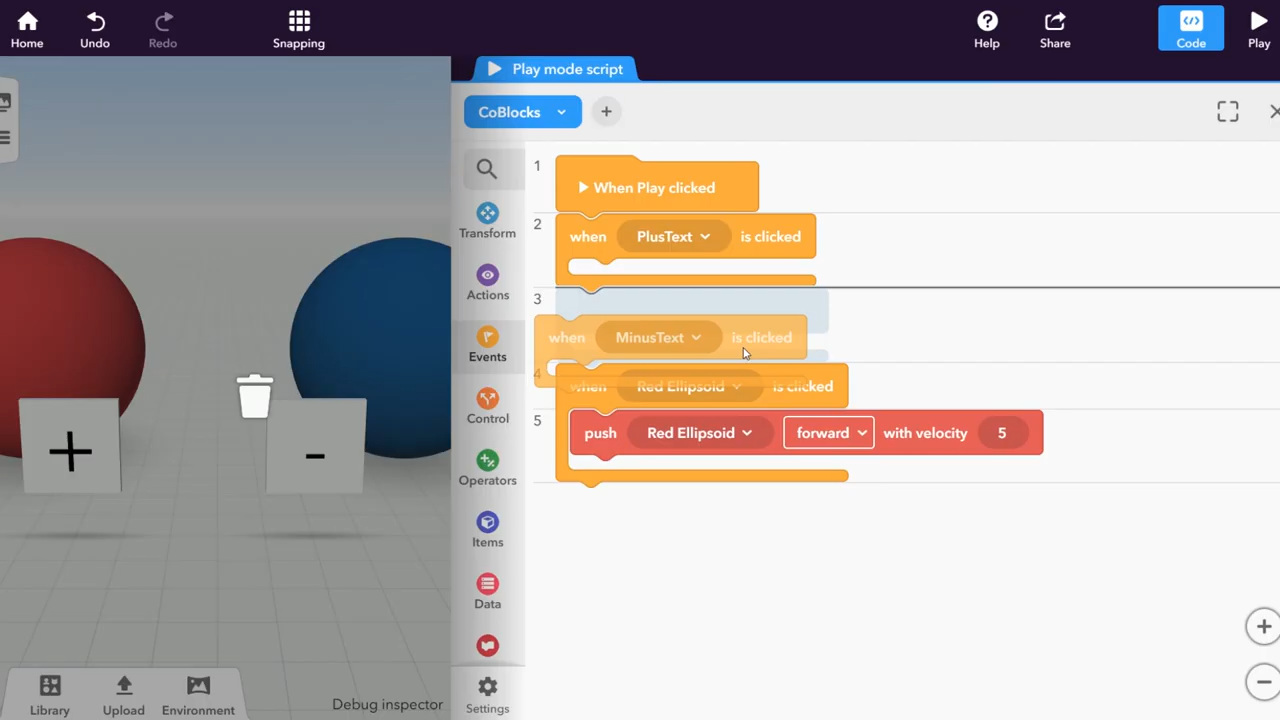 Home
Undo
Redo
Snapping
Help
Share
Code
Play
Play mode script
CoBlocks
Transform
Actions
Events
Control
Operators
Items
Data
Settings
1
When Play clicked
2
when PlusText is clicked
3
when MinusText is clicked
4
when Red Ellipsoid is clicked
5
push Red Ellipsoid forward with velocity 5
+ -
Library
Upload
Environment
Debug inspector